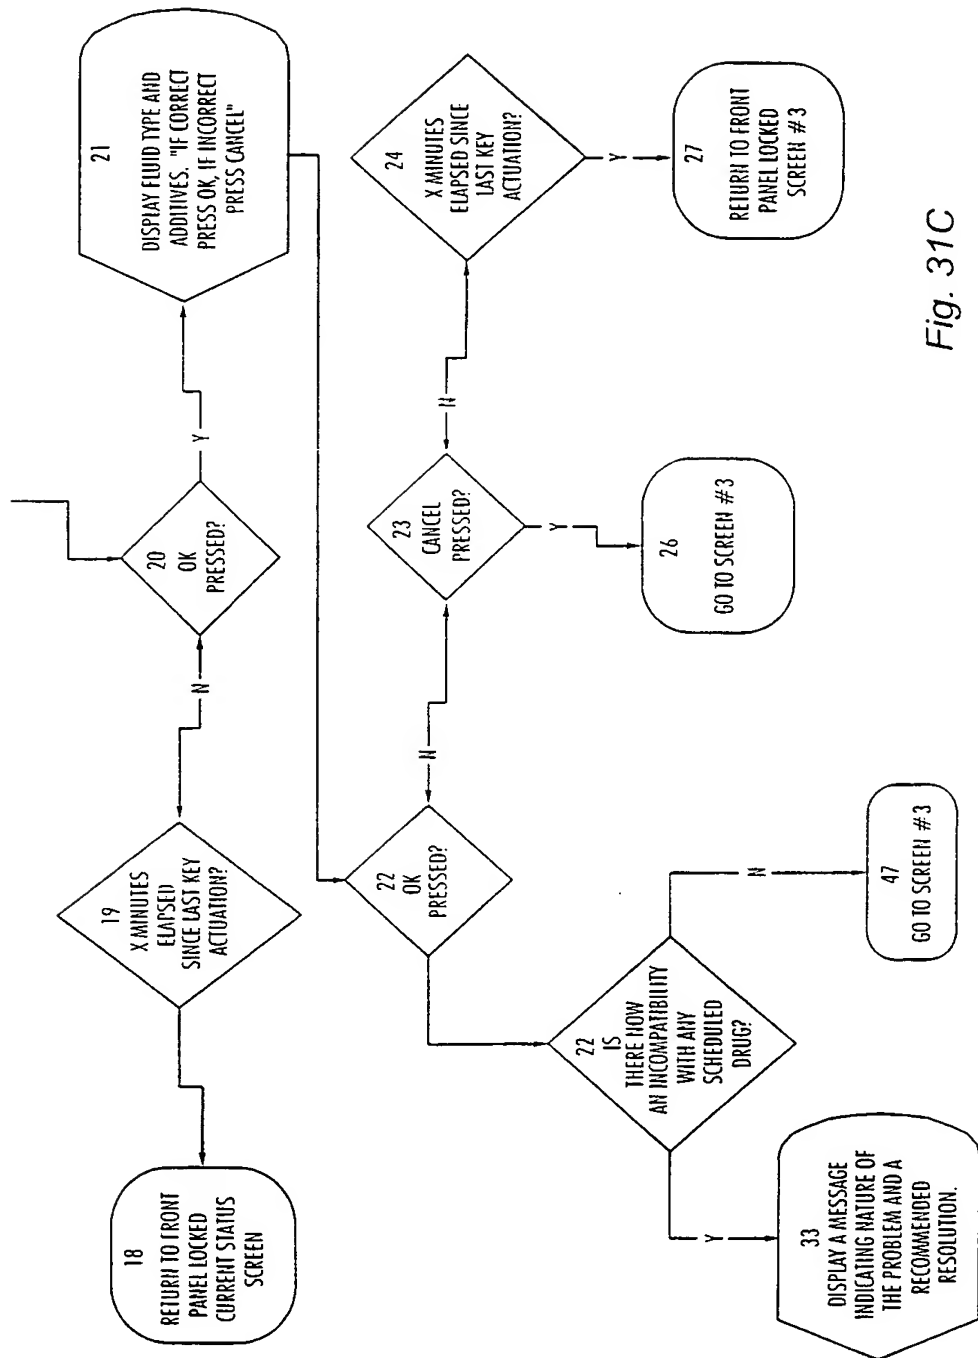 18
RETURN TO FRONT
PANEL LOCKED
CURRENT STATUS
SCREEN
19
X MINUTES
ELAPSED
SINCE LAST KEY
ACTUATION?
N
20
OK
PRESSED?
Y
21
DISPLAY FLUID TYPE AND
ADDITIVES. "IF CORRECT
PRESS OK, IF INCORRECT
PRESS CANCEL"
22
OK
PRESSED?
N
23
CANCEL
PRESSED?
N
24
X MINUTES
ELAPSED SINCE
LAST KEY
ACTUATION?
Y
26
GO TO SCREEN #3
Y
27
RETURN TO FRONT
PANEL LOCKED
SCREEN #3
22
IS
THERE NOW
AN INCOMPATIBILITY
WITH ANY
SCHEDULED
DRUG?
Y
33
DISPLAY A MESSAGE
INDICATING NATURE OF
THE PROBLEM AND A
RECOMMENDED
RESOLUTION.
N
47
GO TO SCREEN #3
Fig. 31C